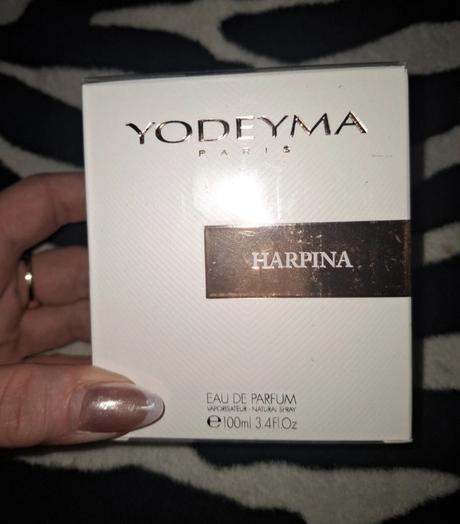 YODEYMA
PARIS
HARPINA
EAU DE PARFUM
VAPORISATEUR - NATURAL SPRAY
℮100ml 3.4Fl.Oz